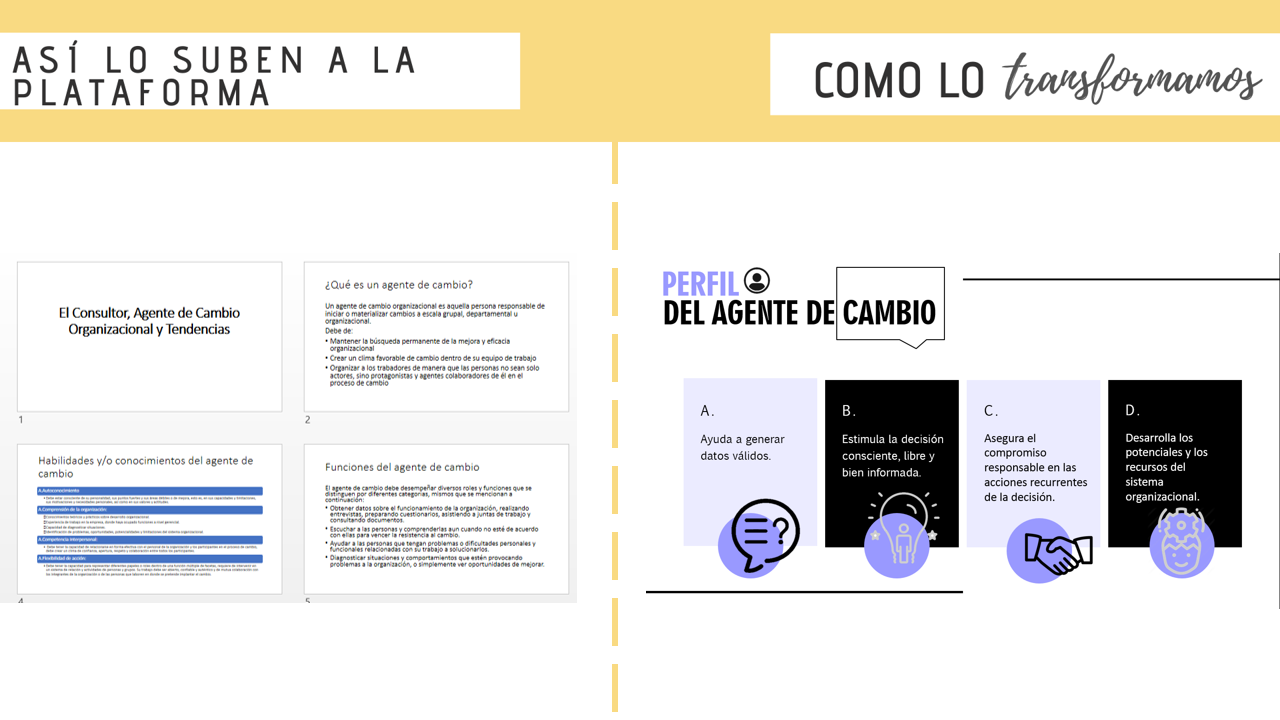 ASÍ LO SUBEN A LA
PLATAFORMA
COMO LO transformamos
El Consultor, Agente de Cambio
Organizacional y Tendencias
1
¿Qué es un agente de cambio?
Un agente de cambio organizacional es aquella persona responsable de
iniciar o materializar cambios a escala grupal, departamental u
organizacional.
Debe de:
• Mantener la búsqueda permanente de la mejora y eficacia
organizacional
• Crear un clima favorable de cambio dentro de su equipo de trabajo
• Organizar a los trabadores de manera que las personas no sean solo
actores, sino protagonistas y agentes colaboradores de él en el
proceso de cambio
2
Habilidades y/o conocimientos del agente de
cambio
A.Autoconocimiento
A.Comprensión de la organización:
A.Competencia interpersonal:
A.Flexibilidad de acción:
4
Funciones del agente de cambio
El agente de cambio debe desempeñar diversos roles y funciones que se
distinguen por diferentes categorías, mismos que se mencionan a
continuación:
• Obtener datos sobre el funcionamiento de la organización, realizando
entrevistas, preparando cuestionarios, asistiendo a juntas de trabajo y
consultando documentos.
• Escuchar a las personas y comprenderlas aun cuando no esté de acuerdo
con ellas para vencer la resistencia al cambio.
• Ayudar a las personas que tengan problemas o dificultades personales y
funcionales relacionadas con su trabajo a solucionarlos.
• Diagnosticar situaciones y comportamientos que estén provocando
problemas a la organización, o simplemente ver oportunidades de mejorar.
5
PERFIL
DEL AGENTE DE CAMBIO
A.
Ayuda a generar
datos válidos.
B.
Estimula la decisión
consciente, libre y
bien informada.
C.
Asegura el
compromiso
responsable en las
acciones recurrentes
de la decisión.
D.
Desarrolla los
potenciales y los
recursos del
sistema
organizacional.